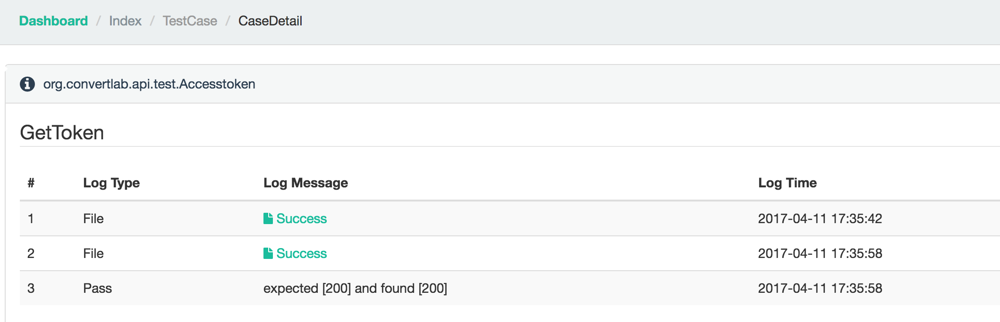 Dashboard / Index / TestCase / CaseDetail
org.convertlab.api.test.Accesstoken
GetToken
# Log Type Log Message Log Time
1 File Success 2017-04-11 17:35:42
2 File Success 2017-04-11 17:35:58
3 Pass expected [200] and found [200] 2017-04-11 17:35:58